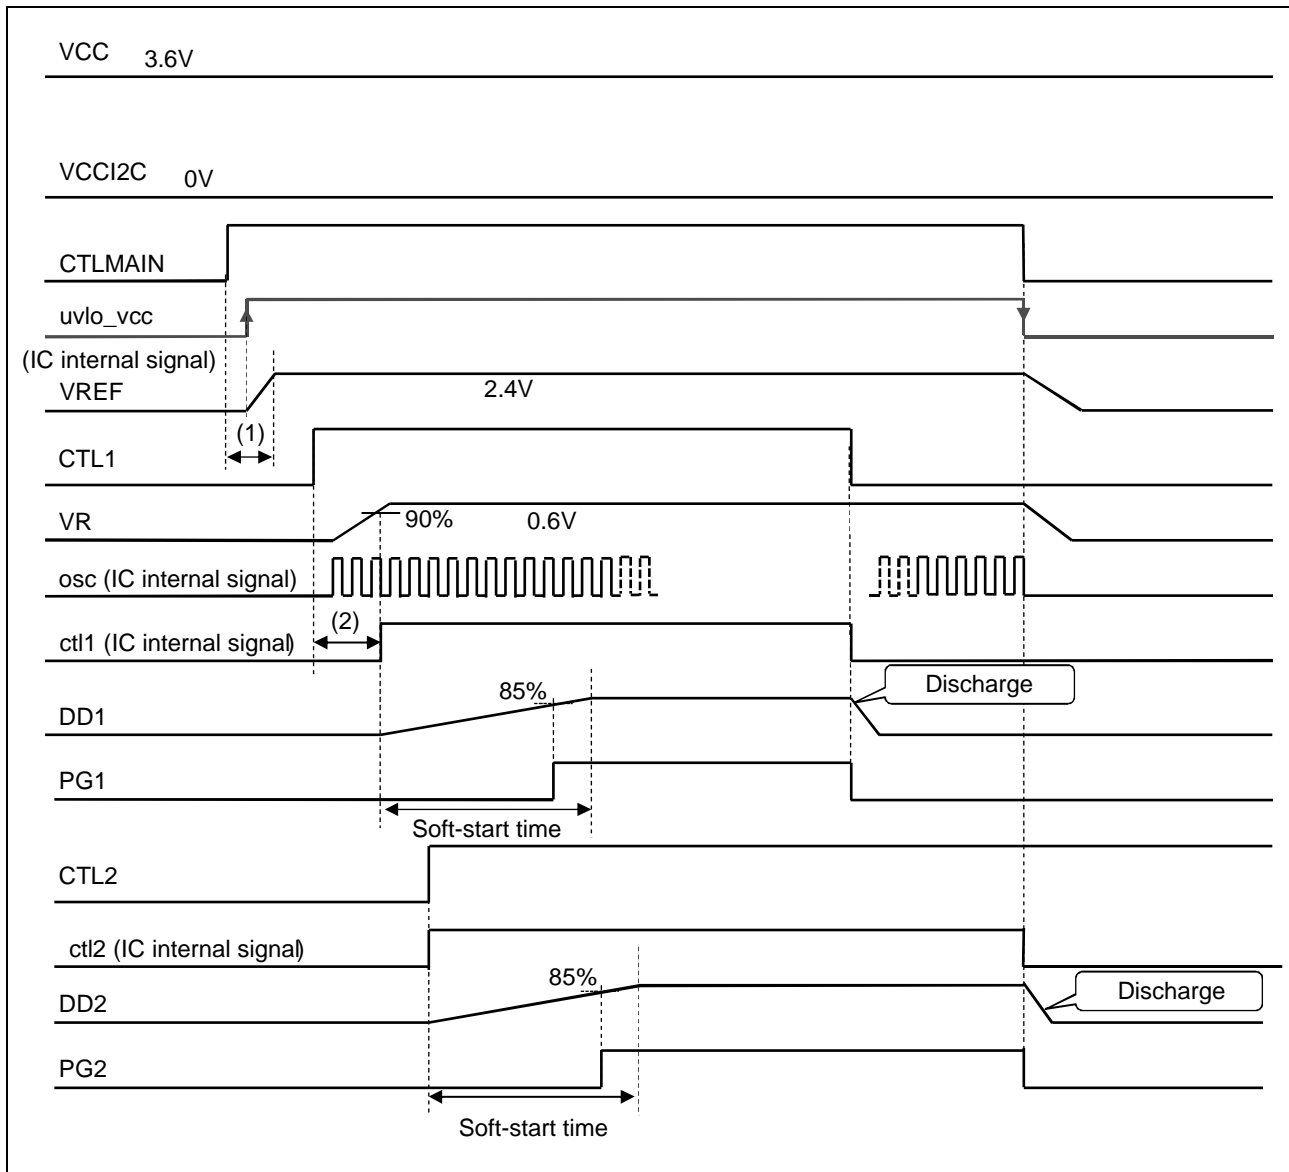 VCC 3.6V
VCCI2C 0V
CTLMAIN
uvlo_vcc
(IC internal signal)
VREF 2.4V
(1)
CTL1
VR 90% 0.6V
osc (IC internal signal)
(2)
ctl1 (IC internal signal)
85% Discharge
DD1
PG1
Soft-start time
CTL2
ctl2 (IC internal signal)
85% Discharge
DD2
PG2
Soft-start time